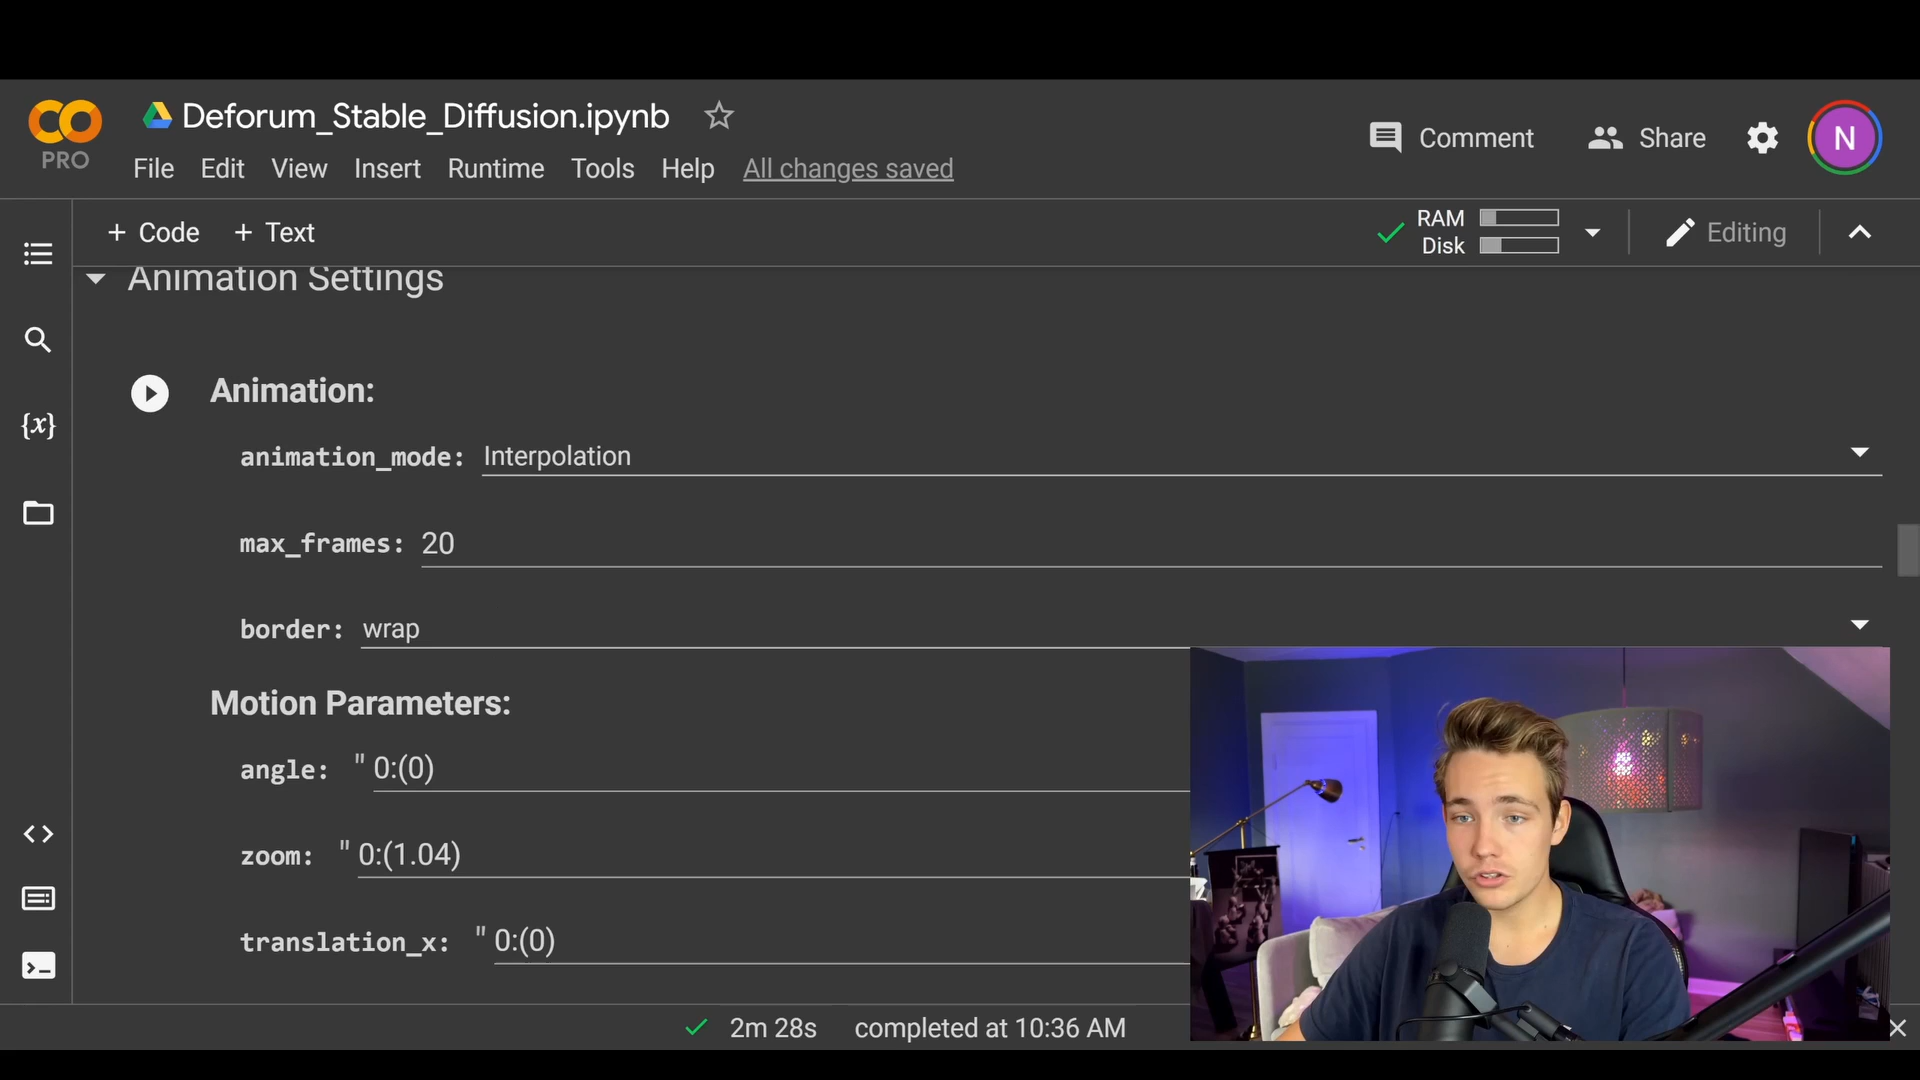 Deforum_Stable_Diffusion.ipynb
PRO
Comment
Share
N
File Edit View Insert Runtime Tools Help All changes saved
+ Code + Text
RAM
Disk
Editing
Animation Settings
Animation:
{x}
animation_mode: Interpolation
max_frames: 20
border: wrap
Motion Parameters:
angle: " 0:(0)
zoom: " 0:(1.04)
translation_x: " 0:(0)
2m 28s completed at 10:36 AM